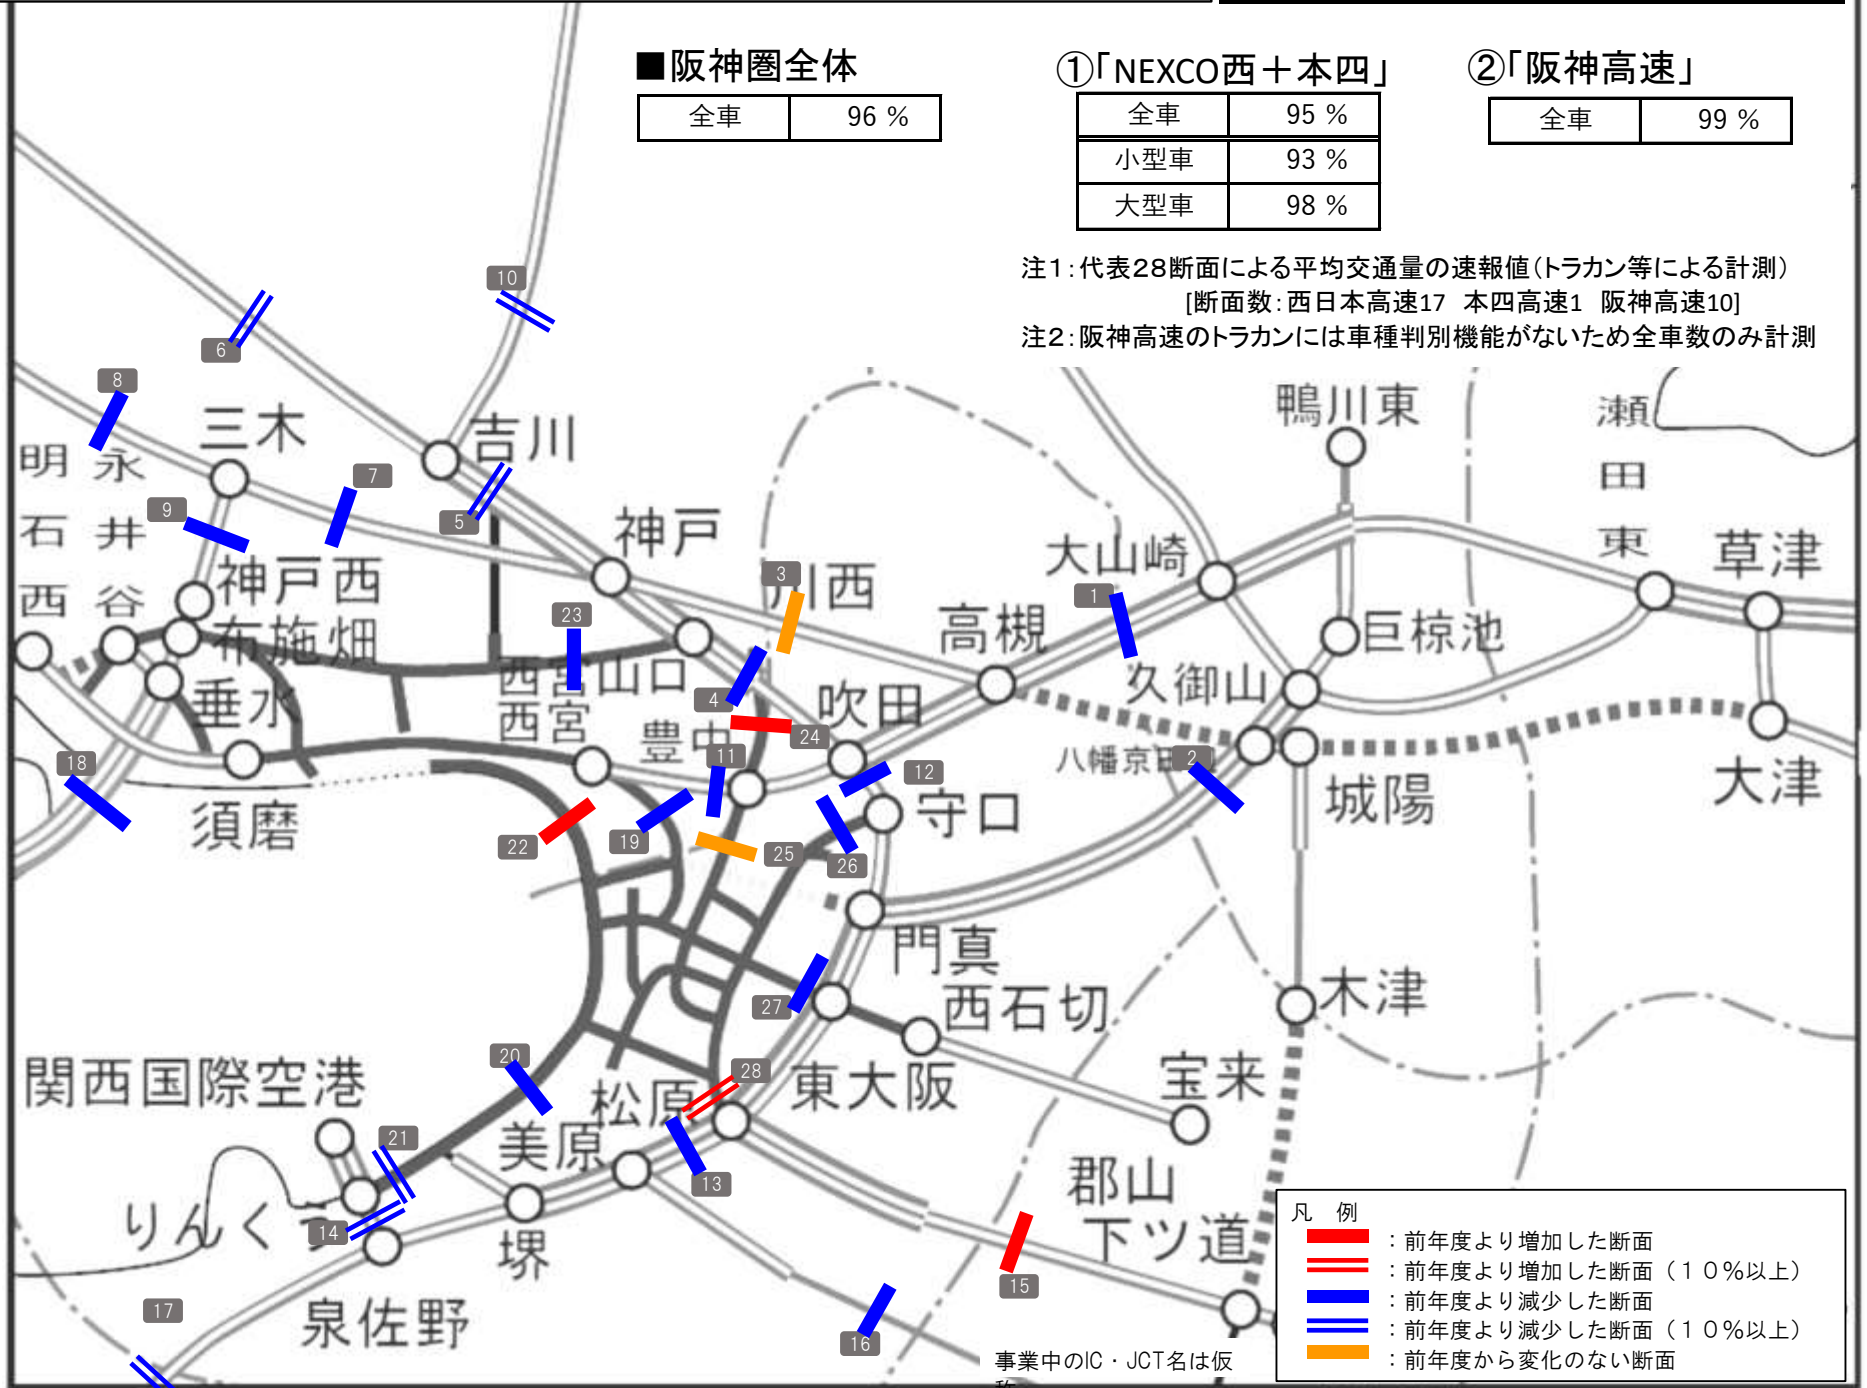 ■阪神圏全体
全車 96 %
①「NEXCO西＋本四」
全車 95 %
小型車 93 %
大型車 98 %
②「阪神高速」
全車 99 %
注1：代表28断面による平均交通量の速報値（トラカン等による計測）
[断面数：西日本高速17 本四高速1 阪神高速10]
注2：阪神高速のトラカンには車種判別機能がないため全車数のみ計測
10
6
8
三木
吉川
鴨川東
瀬田東
明石西
永井谷
7
9
5
神戸
神戸西
布施畑
3
川西
大山崎
1
草津
23
高槻
巨椋池
久御山
西宮山口
西宮
4
吹田
垂水
豊中
24
11
12
18
八幡京田
2
城陽
大津
須磨
守口
22
19
25
26
門真
27
西石切
木津
関西国際空港
20
松原
28
東大阪
宝来
21
美原
13
郡山
下ツ道
りんくう
14
堺
15
17
泉佐野
16
事業中のIC・JCT名は仮
称
凡 例
：前年度より増加した断面
：前年度より増加した断面（１０％以上）
：前年度より減少した断面
：前年度より減少した断面（１０％以上）
：前年度から変化のない断面